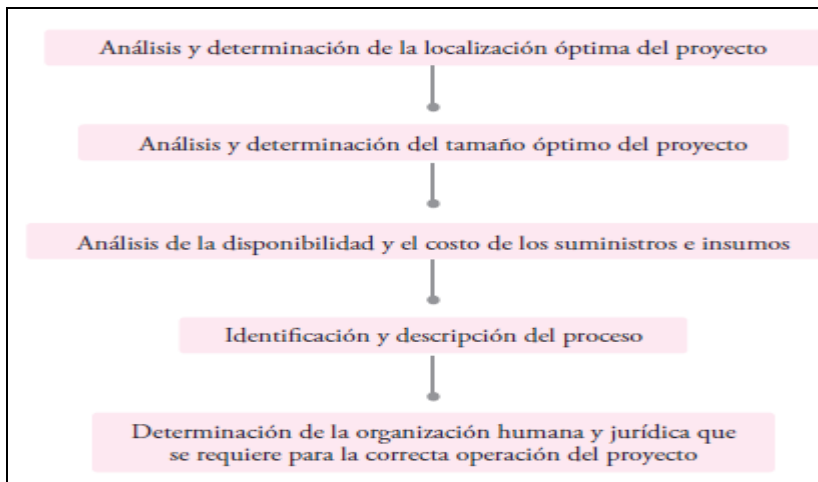 Análisis y determinación de la localización óptima del proyecto
Análisis y determinación del tamaño óptimo del proyecto
Análisis de la disponibilidad y el costo de los suministros e insumos
Identificación y descripción del proceso
Determinación de la organización humana y jurídica que
se requiere para la correcta operación del proyecto